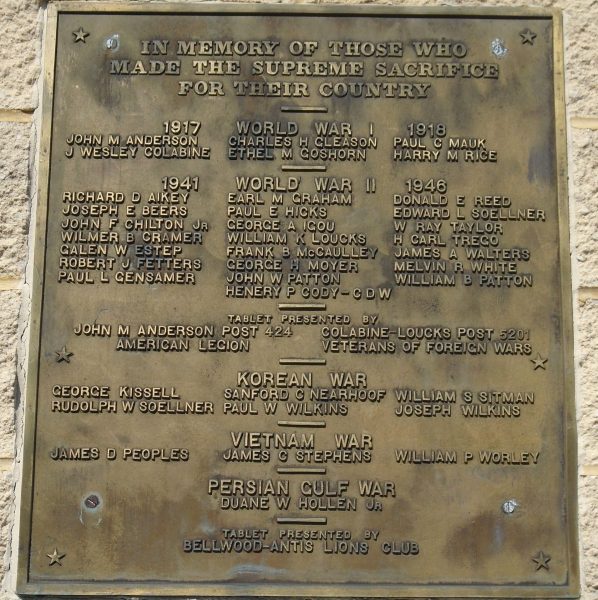 IN MEMORY OF THOSE WHO
MADE THE SUPREME SACRIFICE
FOR THEIR COUNTRY
1917 WORLD WAR I 1918
JOHN M ANDERSON CHARLES H GLEASON PAUL C MAUK
J WESLEY COLABINE ETHEL M GOSHORN HARRY M RICE
1941 WORLD WAR II 1946
RICHARD D AIKEY EARL M GRAHAM DONALD E REED
JOSEPH E BEERS PAUL E HICKS EDWARD L SOELLNER
JOHN F CHILTON JR GEORGE A IGOU W RAY TAYLOR
WILMER B CRAMER WILLIAM K LOUCKS H CARL TREGO
GALEN W ESTEP FRANK B McCAULLEY JAMES A WALTERS
ROBERT J FETTERS GEORGE H MOYER MELVIN R WHITE
PAUL L GENSAMER JOHN W PATTON WILLIAM B PATTON
HENERY P CODY-CDW
TABLET PRESENTED BY
JOHN M ANDERSON POST 424 COLABINE-LOUCKS POST 5201
AMERICAN LEGION VETERANS OF FOREIGN WARS
KOREAN WAR
GEORGE KISSELL SANFORD C NEARHOOF WILLIAM S SITMAN
RUDOLPH W SOELLNER PAUL W WILKINS JOSEPH WILKINS
VIETNAM WAR
JAMES D PEOPLES JAMES C STEPHENS WILLIAM P WORLEY
PERSIAN GULF WAR
DUANE W HOLLEN JR
TABLET PRESENTED BY
BELLWOOD-ANTIS LIONS CLUB